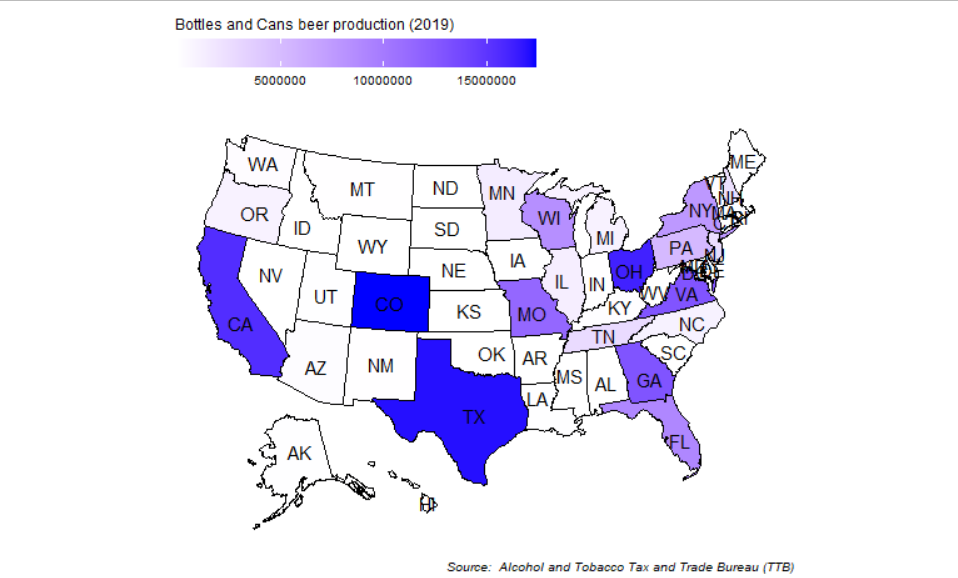 Bottles and Cans beer production (2019)
5000000 10000000 15000000
WA
ME
MT ND MN
OR ID SD WI NY
WY MI
IA PA
NV NE IL IN OH
UT CO WV VA
CA KS MO KY
NC
AZ NM OK AR TN SC
MS AL GA
LA
TX
FL
AK
HI
Source: Alcohol and Tobacco Tax and Trade Bureau (TTB)